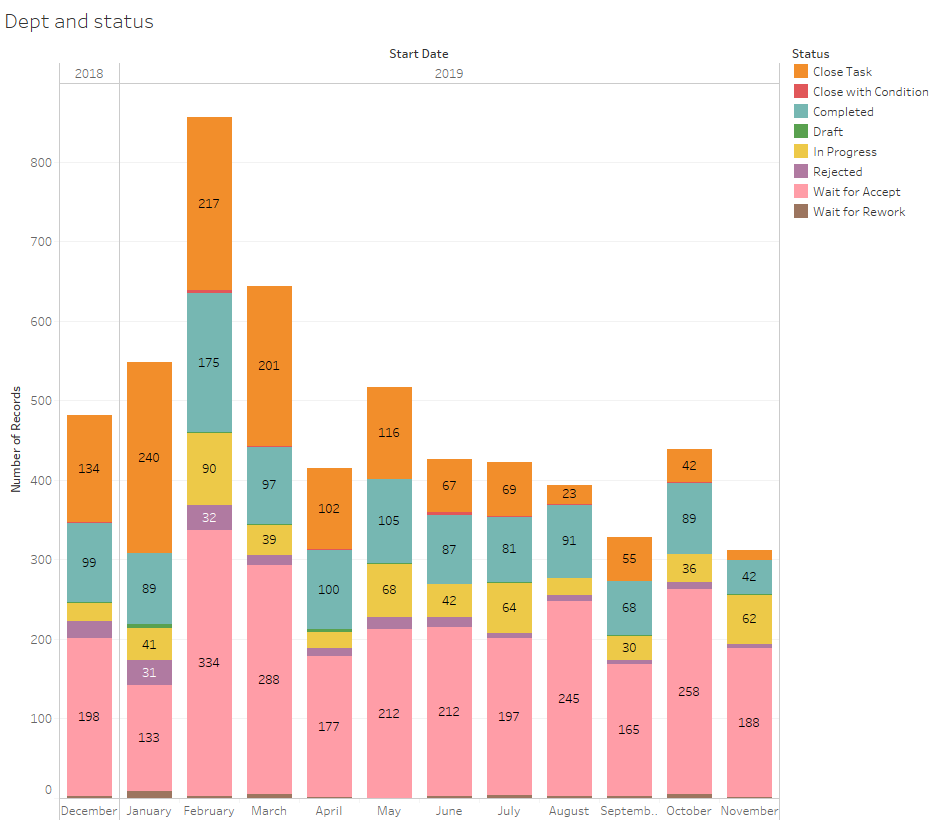 Dept and status
Start Date
2018
2019
Status
Close Task
Close with Condition
Completed
Draft
In Progress
Rejected
Wait for Accept
Wait for Rework
Number of Records
800
700
600
500
400
300
200
100
0
134
99
198
240
89
41
31
133
217
175
90
32
334
201
97
39
288
102
100
177
116
105
68
212
67
87
42
212
69
81
64
197
23
91
245
55
68
30
165
42
89
36
258
42
62
188
December
January
February
March
April
May
June
July
August
Septemb..
October
November